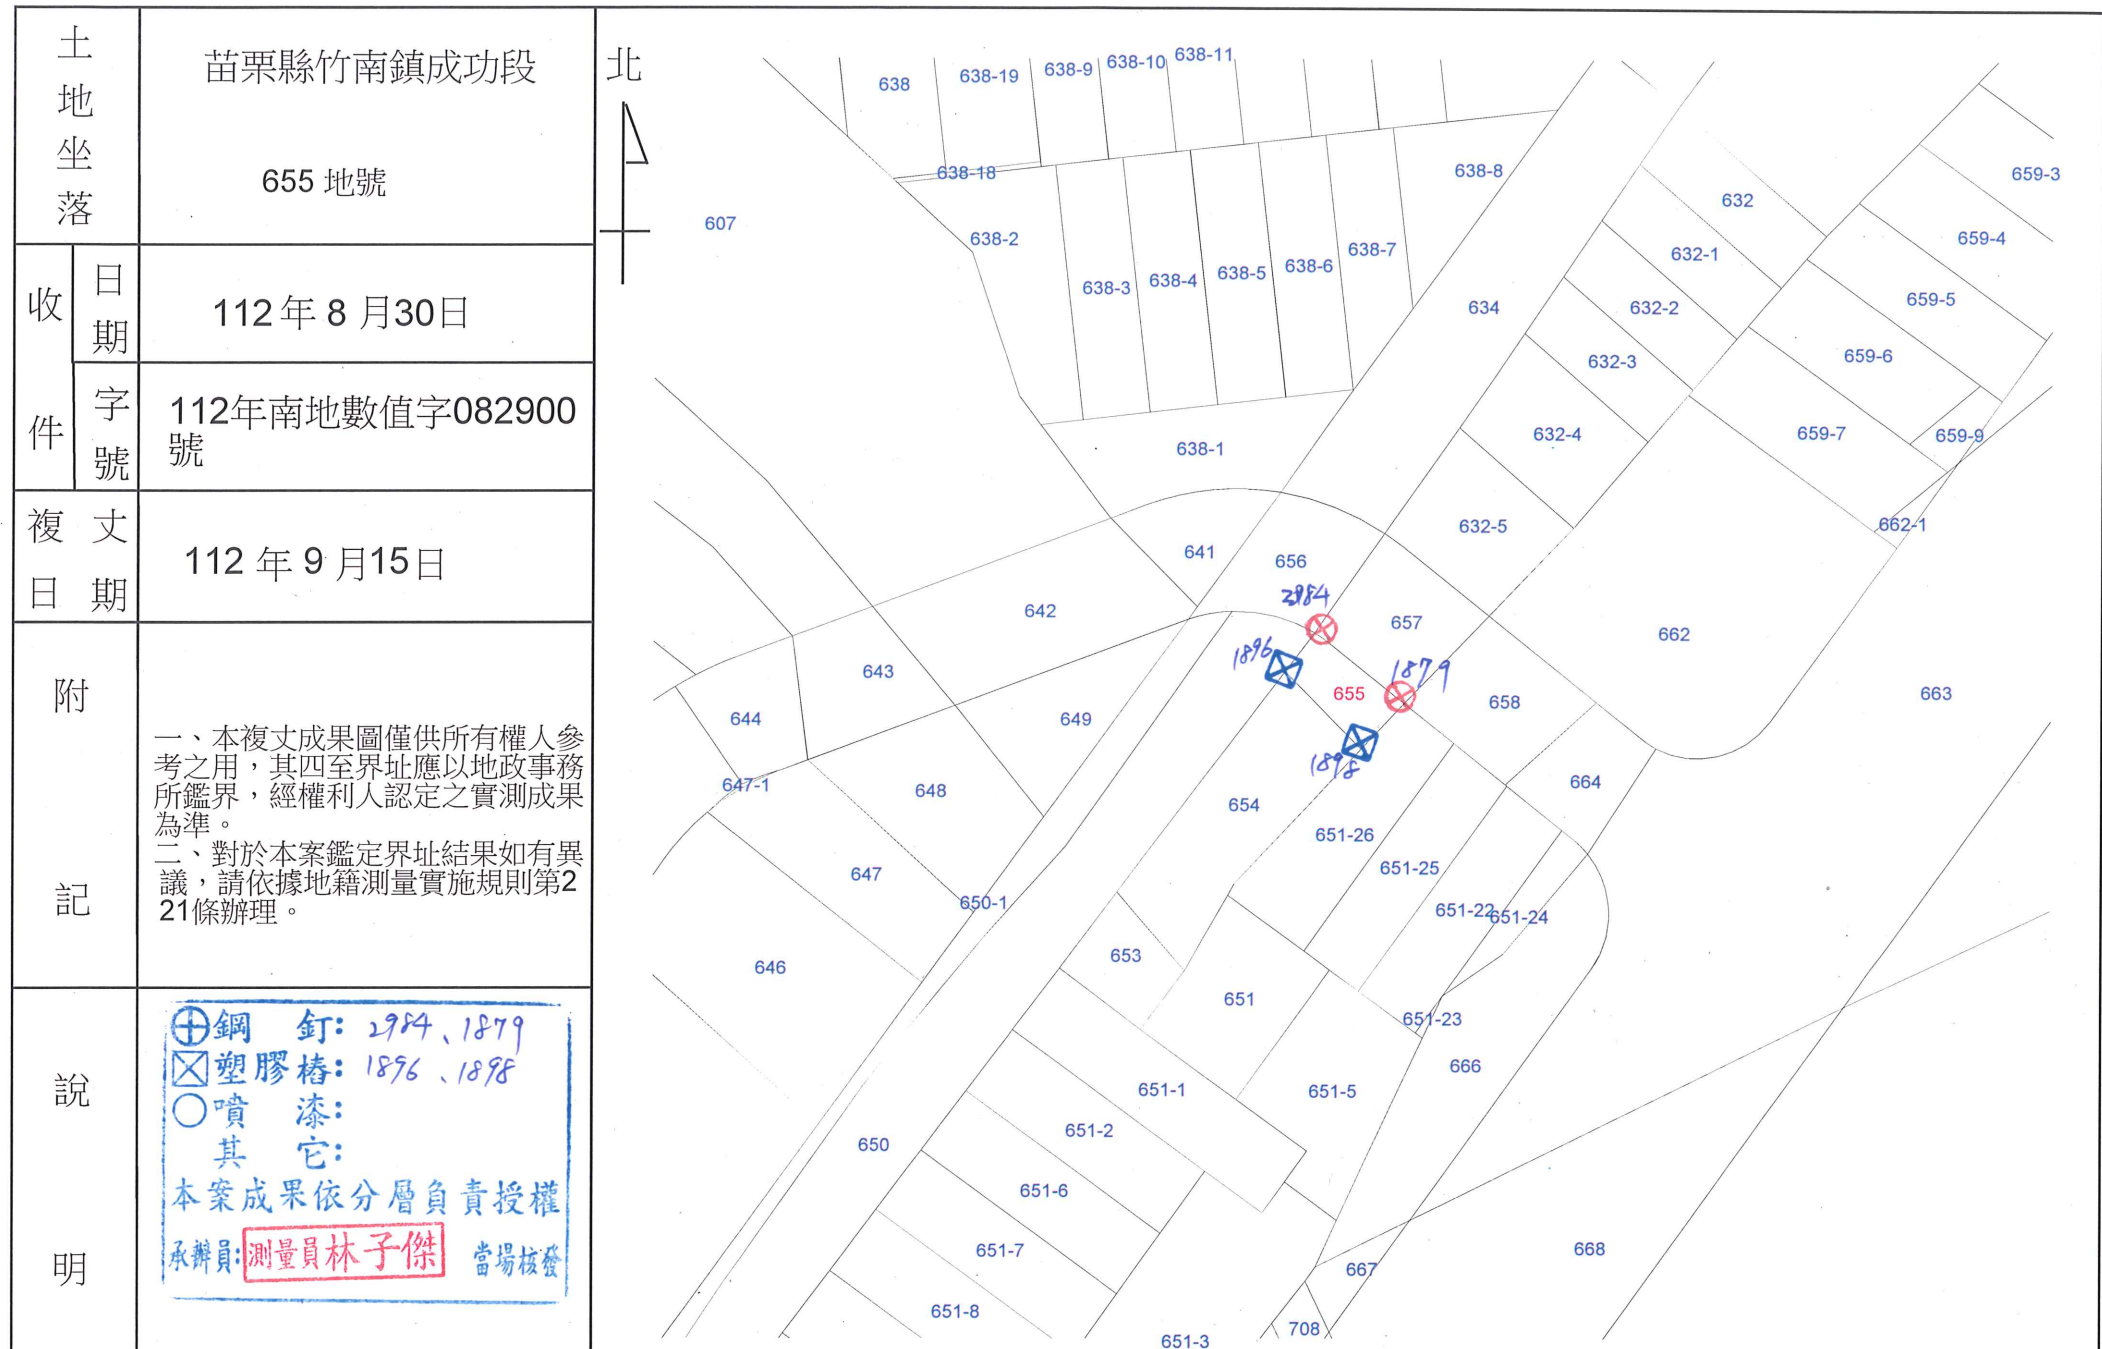 土地坐落
苗栗縣竹南鎮成功段
655 地號
收件
日期
112 年 8 月30日
字號
112年南地數值字082900
號
複丈
日期
112 年 9 月15日
附記
一、本複丈成果圖僅供所有權人參
考之用，其四至界址應以地政事務
所鑑界，經權利人認定之實測成果
為準。
二、對於本案鑑定界址結果如有異
議，請依據地籍測量實施規則第2
21條辦理。
說明
鋼 釘: 2984、1879
塑膠樁: 1896、1898
噴 漆:
其 它:
本案成果依分層負責授權
承辦員: 測量員林子傑 當場核發
北
638
638-19
638-9
638-10
638-11
638-18
638-8
607
638-2
638-3
638-4
638-5
638-6
638-7
634
632
632-1
632-2
632-3
632-4
632-5
659-3
659-4
659-5
659-6
659-7
659-9
662-1
638-1
641
656
2984
642
657
662
1896
1879
643
655
658
663
644
649
1898
647-1
648
654
664
651-26
647
651-25
650-1
651-22
651-24
646
653
651
651-23
666
651-1
651-5
651-2
650
651-6
651-7
668
667
651-8
708
651-3